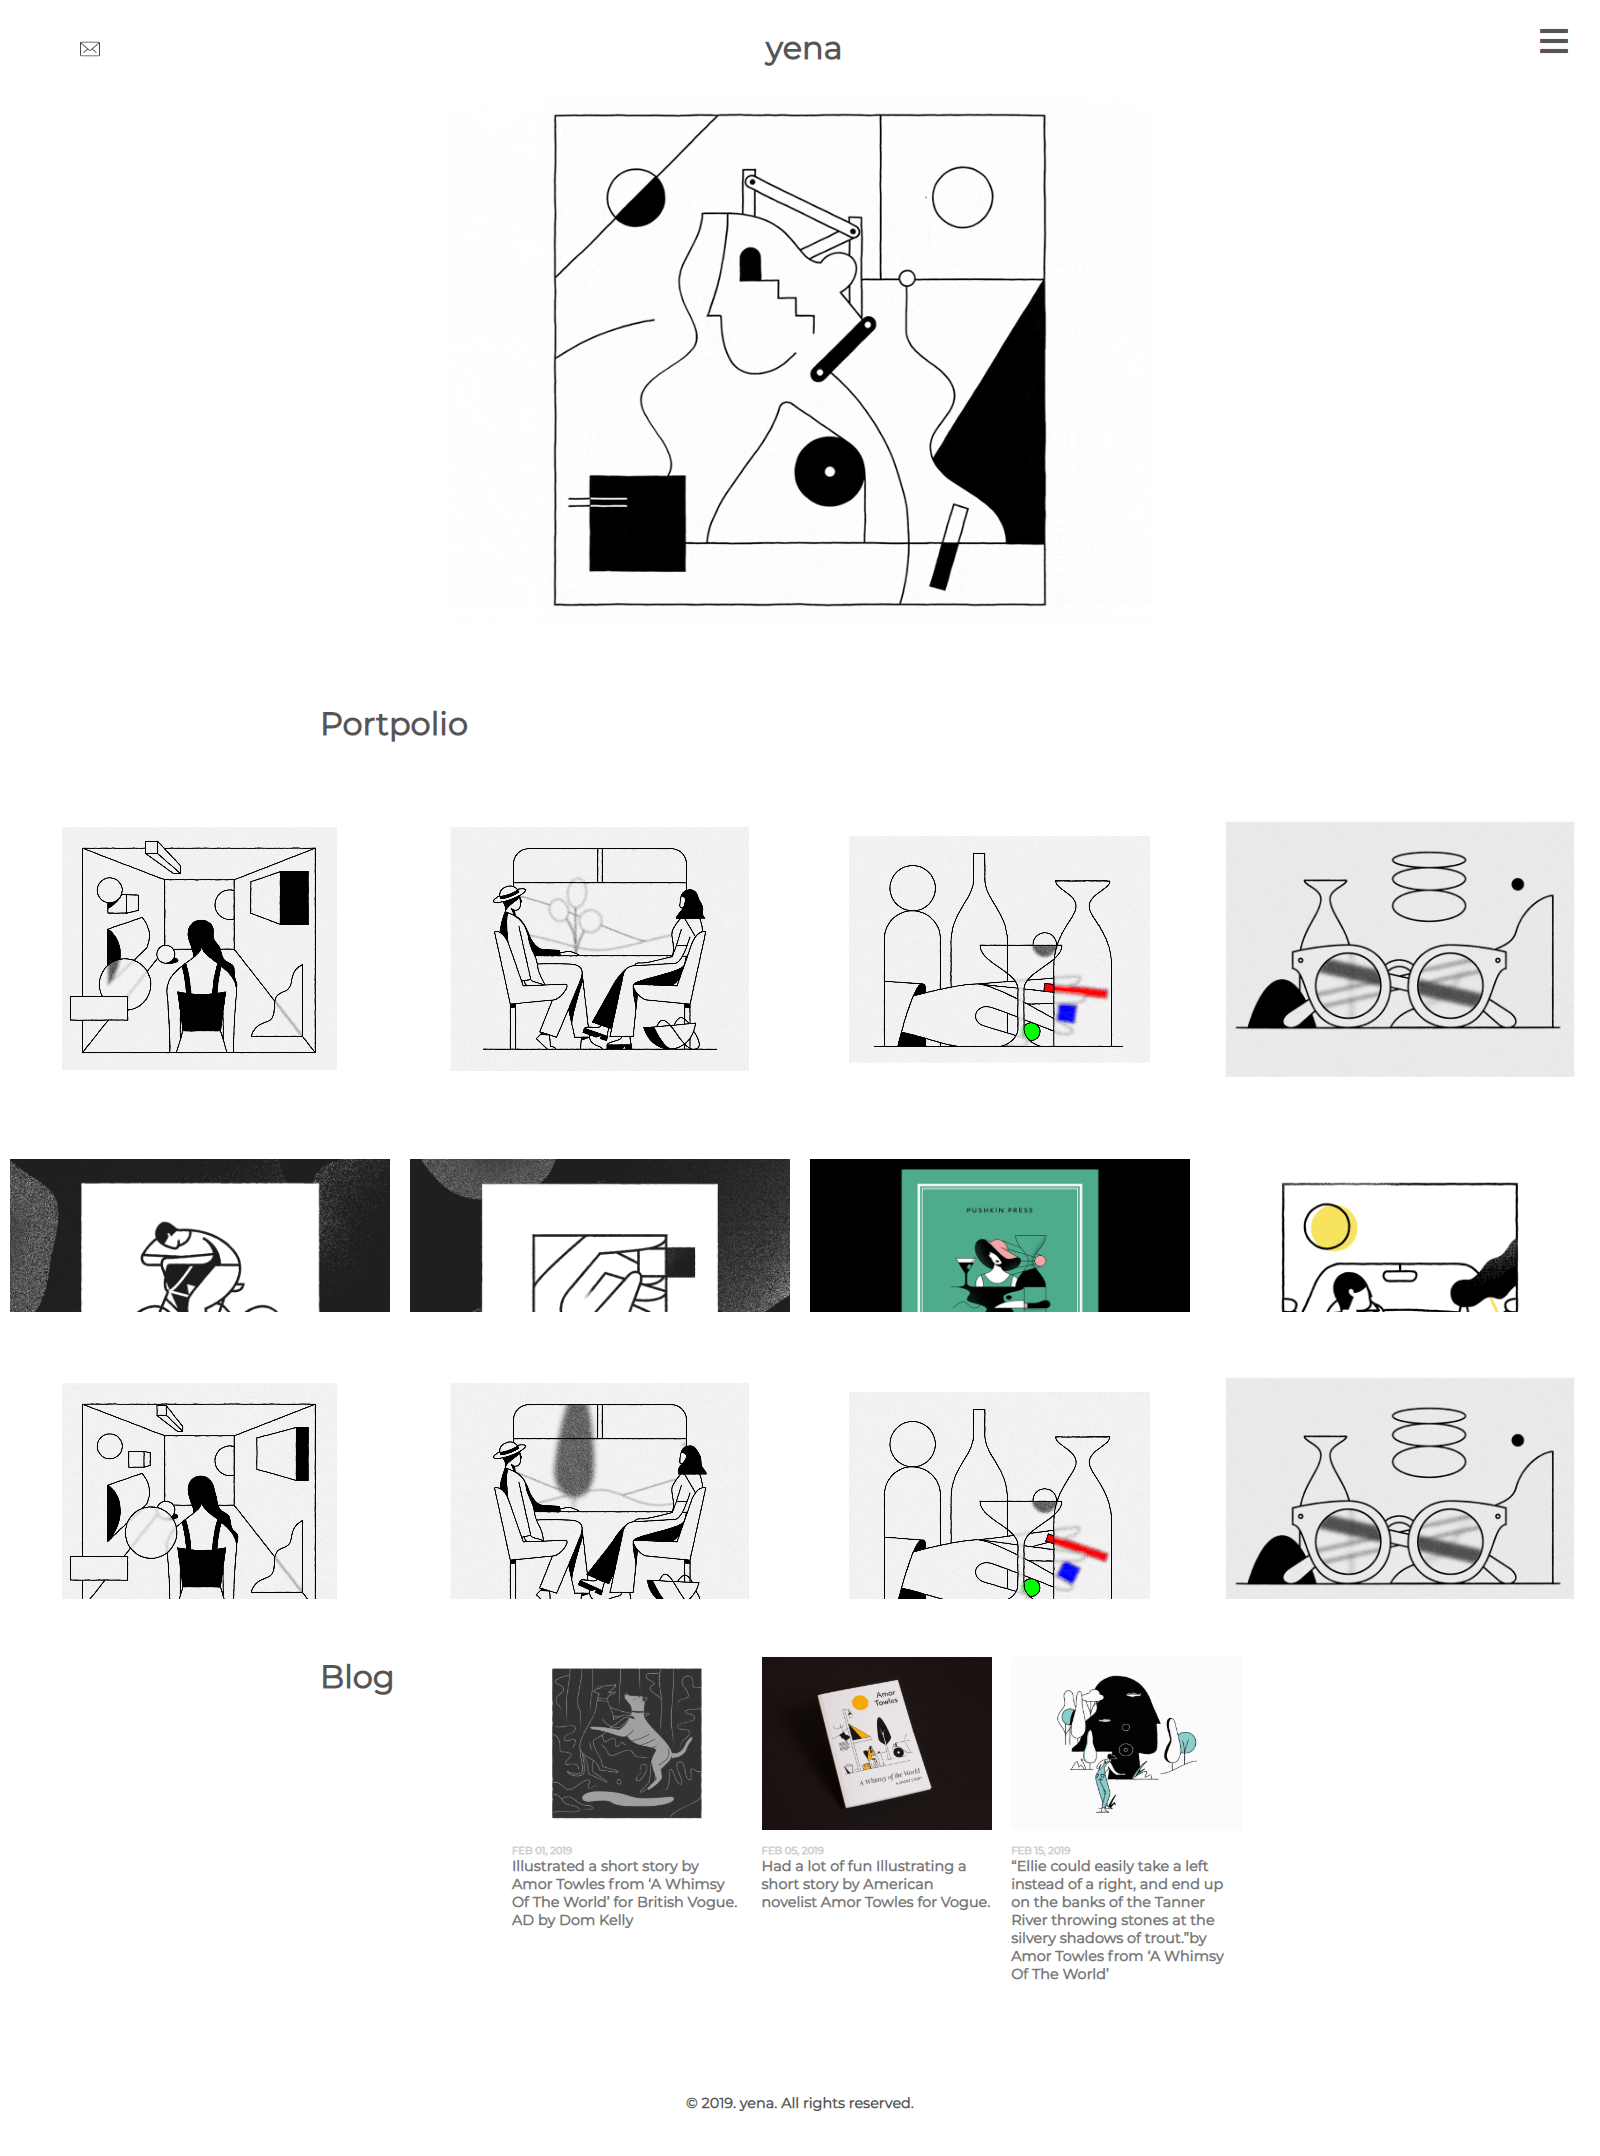 yena
Portpolio
PUSHKIN PRESS
Blog
Amor
Towles
A Whimsy of the World
FEB 01, 2019
Illustrated a short story by
Amor Towles from ‘A Whimsy
Of The World’ for British Vogue.
AD by Dom Kelly
FEB 05, 2019
Had a lot of fun Illustrating a
short story by American
novelist Amor Towles for Vogue.
FEB 15, 2019
“Ellie could easily take a left
instead of a right, and end up
on the banks of the Tanner
River throwing stones at the
silvery shadows of trout.”by
Amor Towles from ‘A Whimsy
Of The World’
© 2019. yena. All rights reserved.